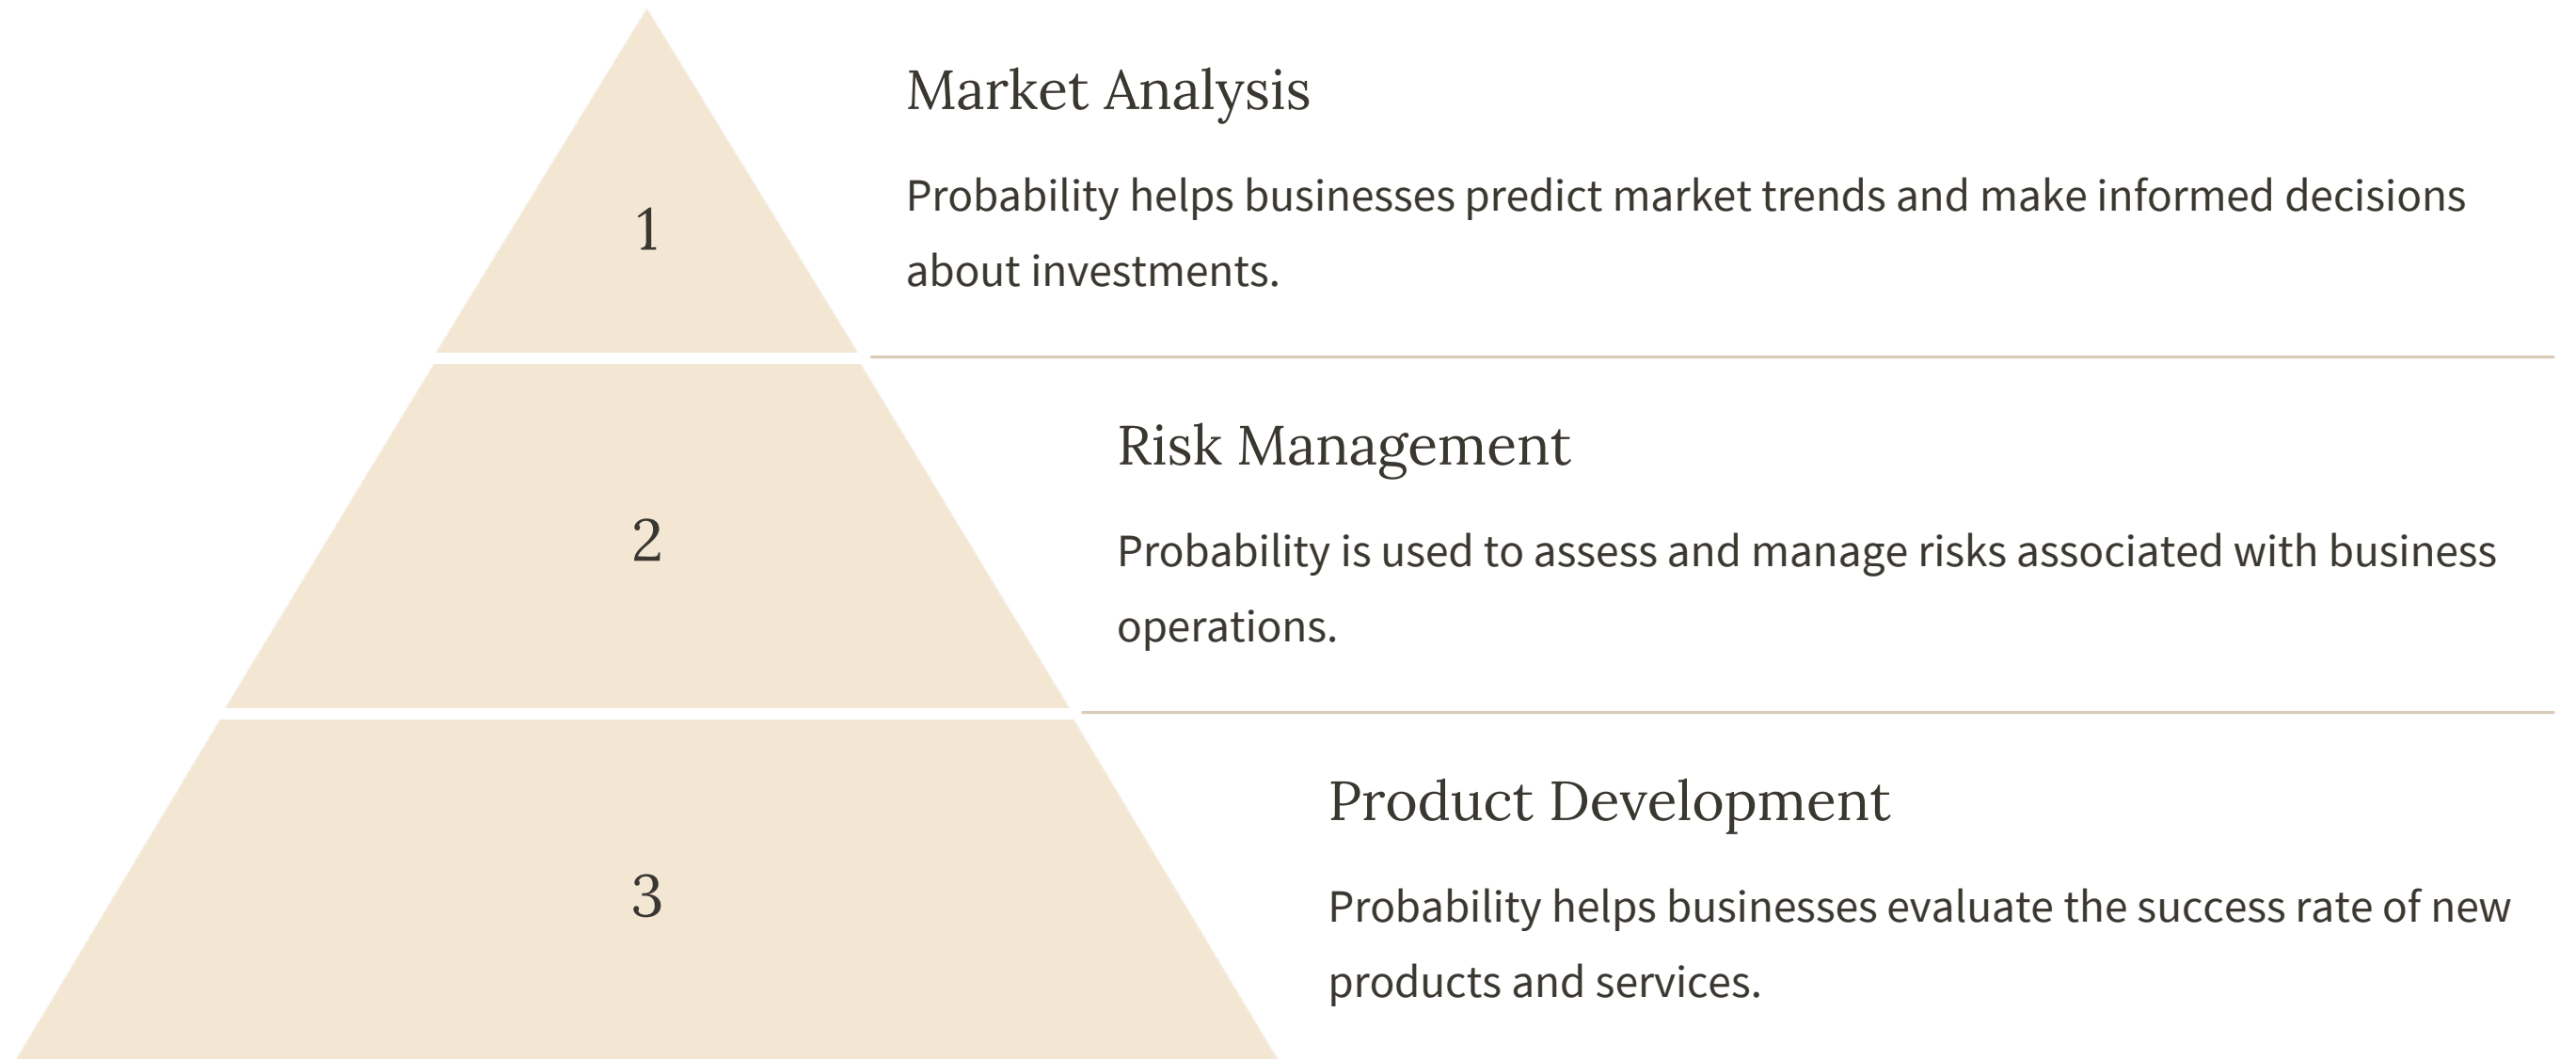 Market Analysis
1
Probability helps businesses predict market trends and make informed decisions
about investments.
Risk Management
2
Probability is used to assess and manage risks associated with business
operations.
Product Development
3
Probability helps businesses evaluate the success rate of new
products and services.